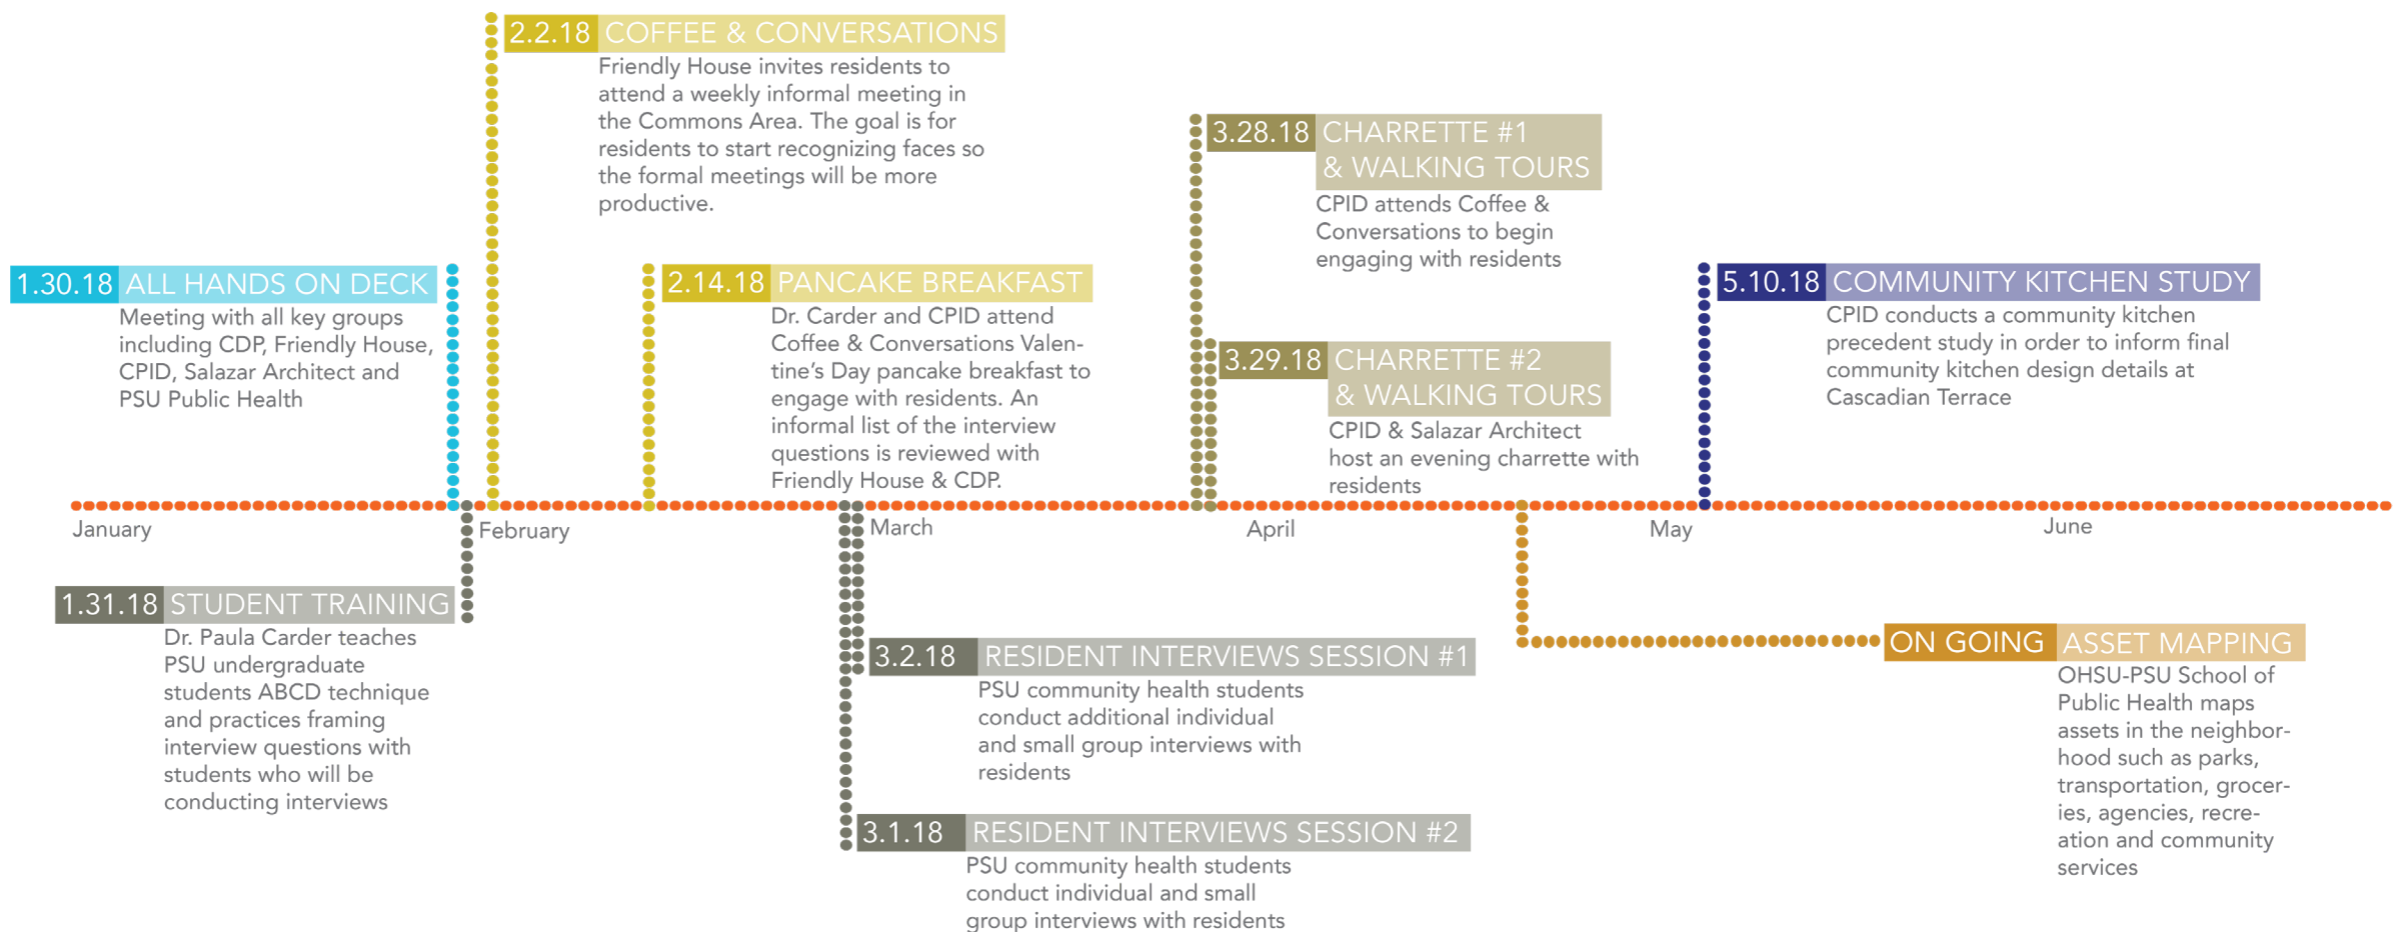 2.2.18 COFFEE & CONVERSATIONS
Friendly House invites residents to
attend a weekly informal meeting in
the Commons Area. The goal is for
residents to start recognizing faces so
the formal meetings will be more
productive.
3.28.18 CHARRETTE #1
& WALKING TOURS
CPID attends Coffee &
Conversations to begin
engaging with residents
1.30.18 ALL HANDS ON DECK
Meeting with all key groups
including CDP, Friendly House,
CPID, Salazar Architect and
PSU Public Health
2.14.18 PANCAKE BREAKFAST
Dr. Carder and CPID attend
Coffee & Conversations Valen-
tine's Day pancake breakfast to
engage with residents. An
informal list of the interview
questions is reviewed with
Friendly House & CDP.
3.29.18 CHARRETTE #2
& WALKING TOURS
CPID & Salazar Architect
host an evening charrette with
residents
5.10.18 COMMUNITY KITCHEN STUDY
CPID conducts a community kitchen
precedent study in order to inform final
community kitchen design details at
Cascadian Terrace
January
February
March
April
May
June
1.31.18 STUDENT TRAINING
Dr. Paula Carder teaches
PSU undergraduate
students ABCD technique
and practices framing
interview questions with
students who will be
conducting interviews
3.2.18 RESIDENT INTERVIEWS SESSION #1
PSU community health students
conduct additional individual
and small group interviews with
residents
3.1.18 RESIDENT INTERVIEWS SESSION #2
PSU community health students
conduct individual and small
group interviews with residents
ON GOING ASSET MAPPING
OHSU-PSU School of
Public Health maps
assets in the neighbor-
hood such as parks,
transportation, grocer-
ies, agencies, recre-
ation and community
services